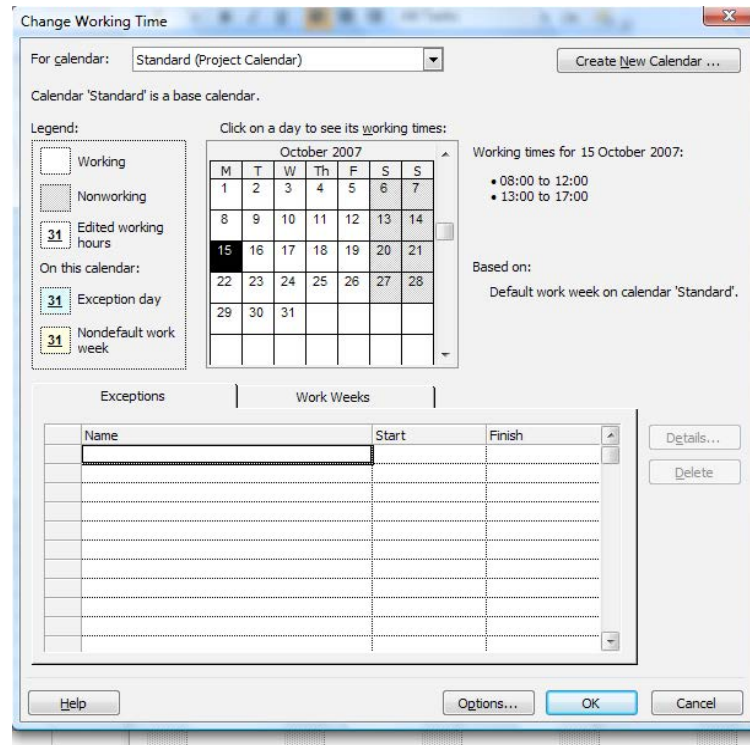 Change Working Time
For calendar: Standard (Project Calendar) Create New Calendar ...
Calendar 'Standard' is a base calendar.
Legend:
Working
Nonworking
31 Edited working
hours
On this calendar:
31 Exception day
31 Nondefault work
week
Click on a day to see its working times:
October 2007
M T W Th F S S
1 2 3 4 5 6 7
8 9 10 11 12 13 14
15 16 17 18 19 20 21
22 23 24 25 26 27 28
29 30 31
Working times for 15 October 2007:
• 08:00 to 12:00
• 13:00 to 17:00
Based on:
Default work week on calendar 'Standard'.
Exceptions Work Weeks
Name Start Finish
Details...
Delete
Help Options... OK Cancel